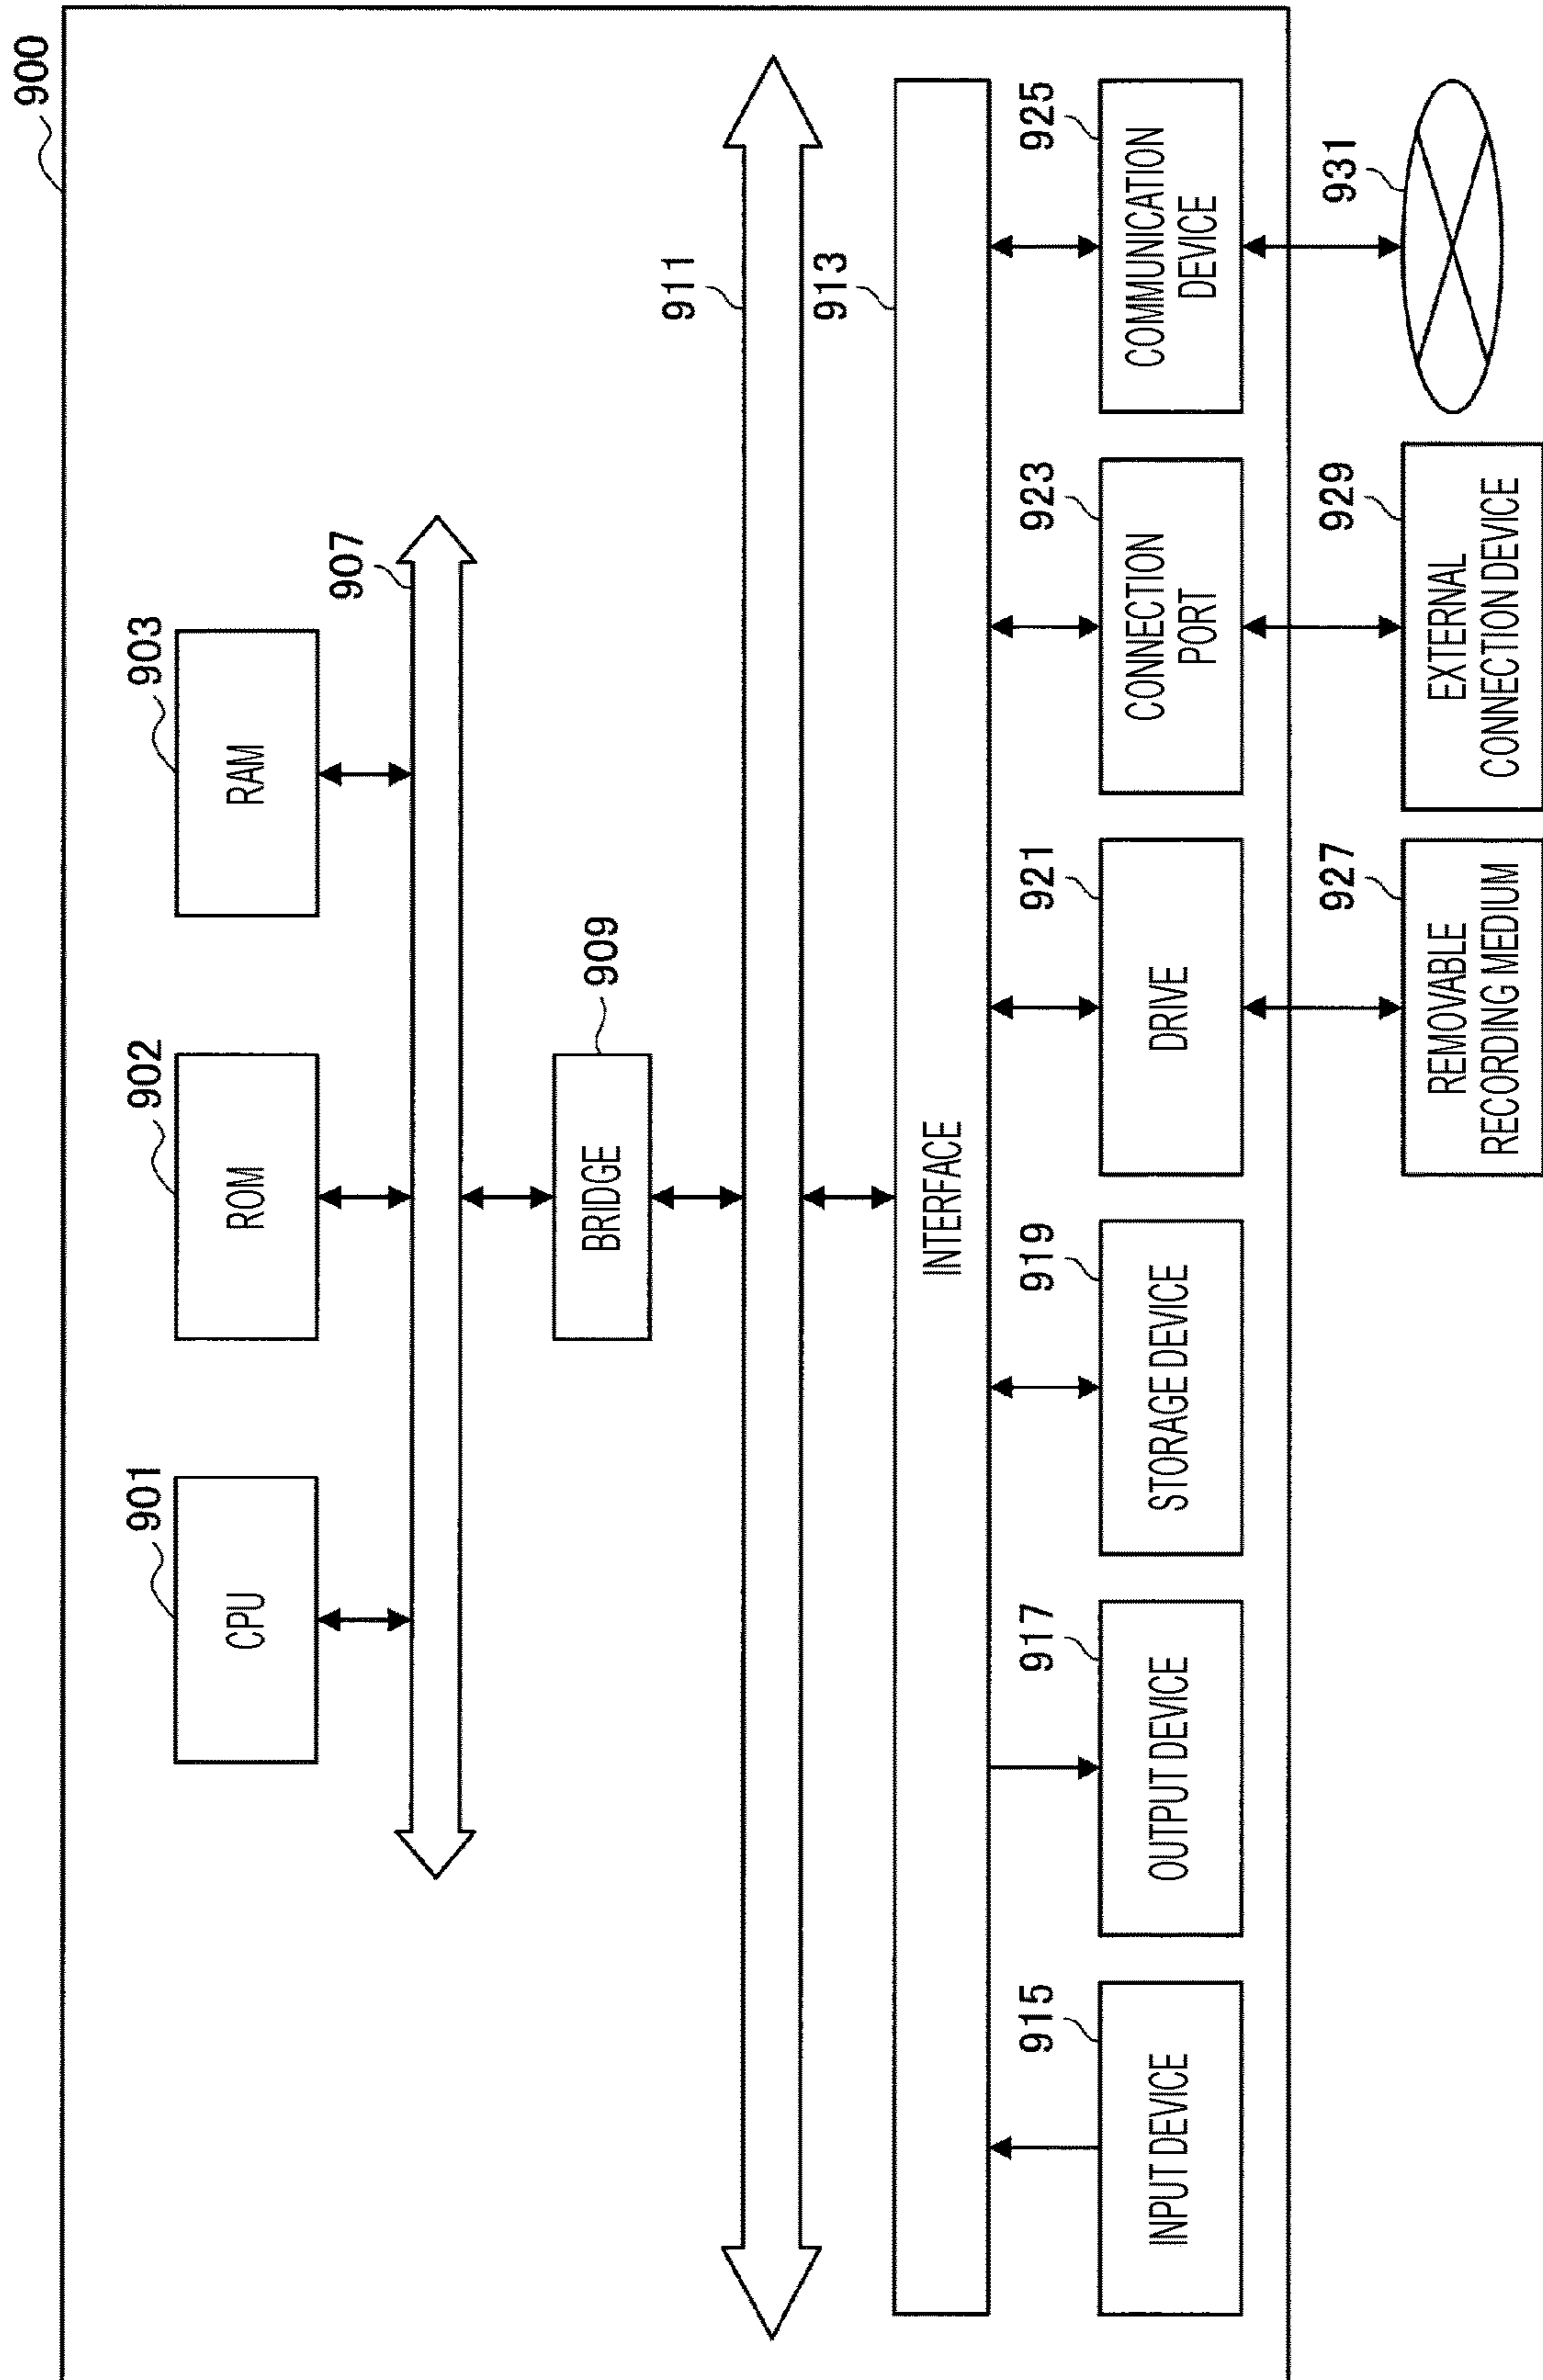 900
901
902
903
CPU
ROM
RAM
907
909
BRIDGE
911
913
INTERFACE
915
917
919
921
923
925
INPUT DEVICE
OUTPUT DEVICE
STORAGE DEVICE
DRIVE
CONNECTION
PORT
COMMUNICATION
DEVICE
927
929
931
REMOVABLE
RECORDING MEDIUM
EXTERNAL
CONNECTION DEVICE